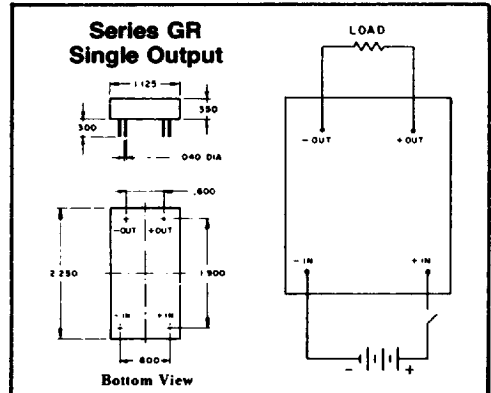 Series GR
Single Output
1.125
.350
.300
.040 DIA
.600
-OUT +OUT
2.250
1.900
-IN +IN
.800
Bottom View
LOAD
-OUT +OUT
-IN +IN
- +